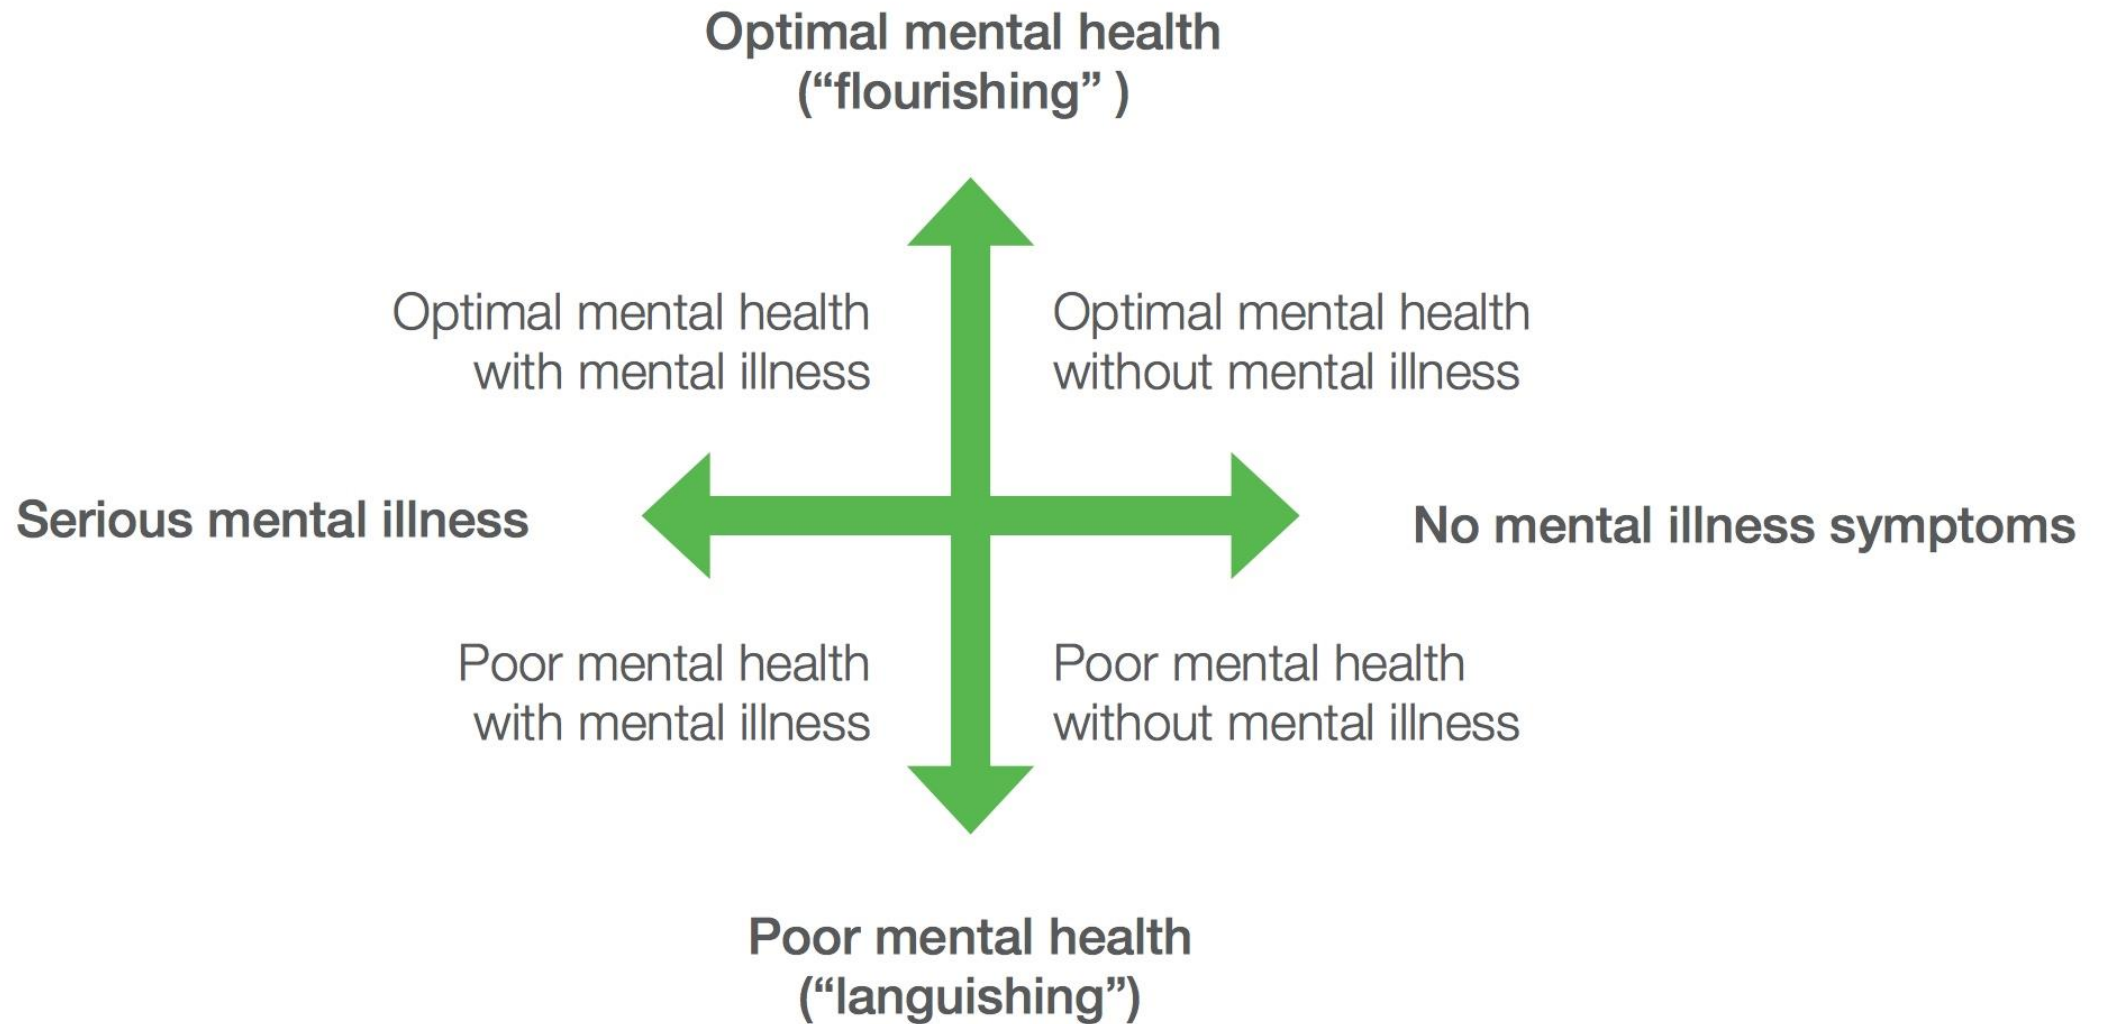 Optimal mental health
(“flourishing” )
Optimal mental health
with mental illness
Optimal mental health
without mental illness
Serious mental illness
No mental illness symptoms
Poor mental health
with mental illness
Poor mental health
without mental illness
Poor mental health
(“languishing”)